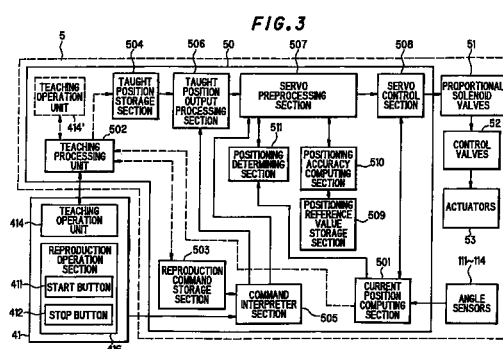 FIG. 3
5
504
506
50
507
508
51
TEACHING
OPERATION
UNIT
414'
TAUGHT
POSITION
STORAGE
SECTION
TAUGHT
POSITION
OUTPUT
PROCESSING
SECTION
SERVO
PREPROCESSING
SECTION
SERVO
CONTROL
SECTION
PROPORTIONAL
SOLENOID
VALVES
502
TEACHING
PROCESSING
UNIT
511
POSITIONING
DETERMINING
SECTION
POSITIONING
ACCURACY
COMPUTING
SECTION
510
52
CONTROL
VALVES
414
TEACHING
OPERATION
UNIT
POSITIONING
REFERENCE
VALUE
STORAGE
SECTION
509
ACTUATORS
53
REPRODUCTION
OPERATION
SECTION
411
START BUTTON
412
STOP BUTTON
41
503
REPRODUCTION
COMMAND
STORAGE
SECTION
COMMAND
INTERPRETER
SECTION
505
501
CURRENT
POSITION
COMPUTING
SECTION
111~114
ANGLE
SENSORS